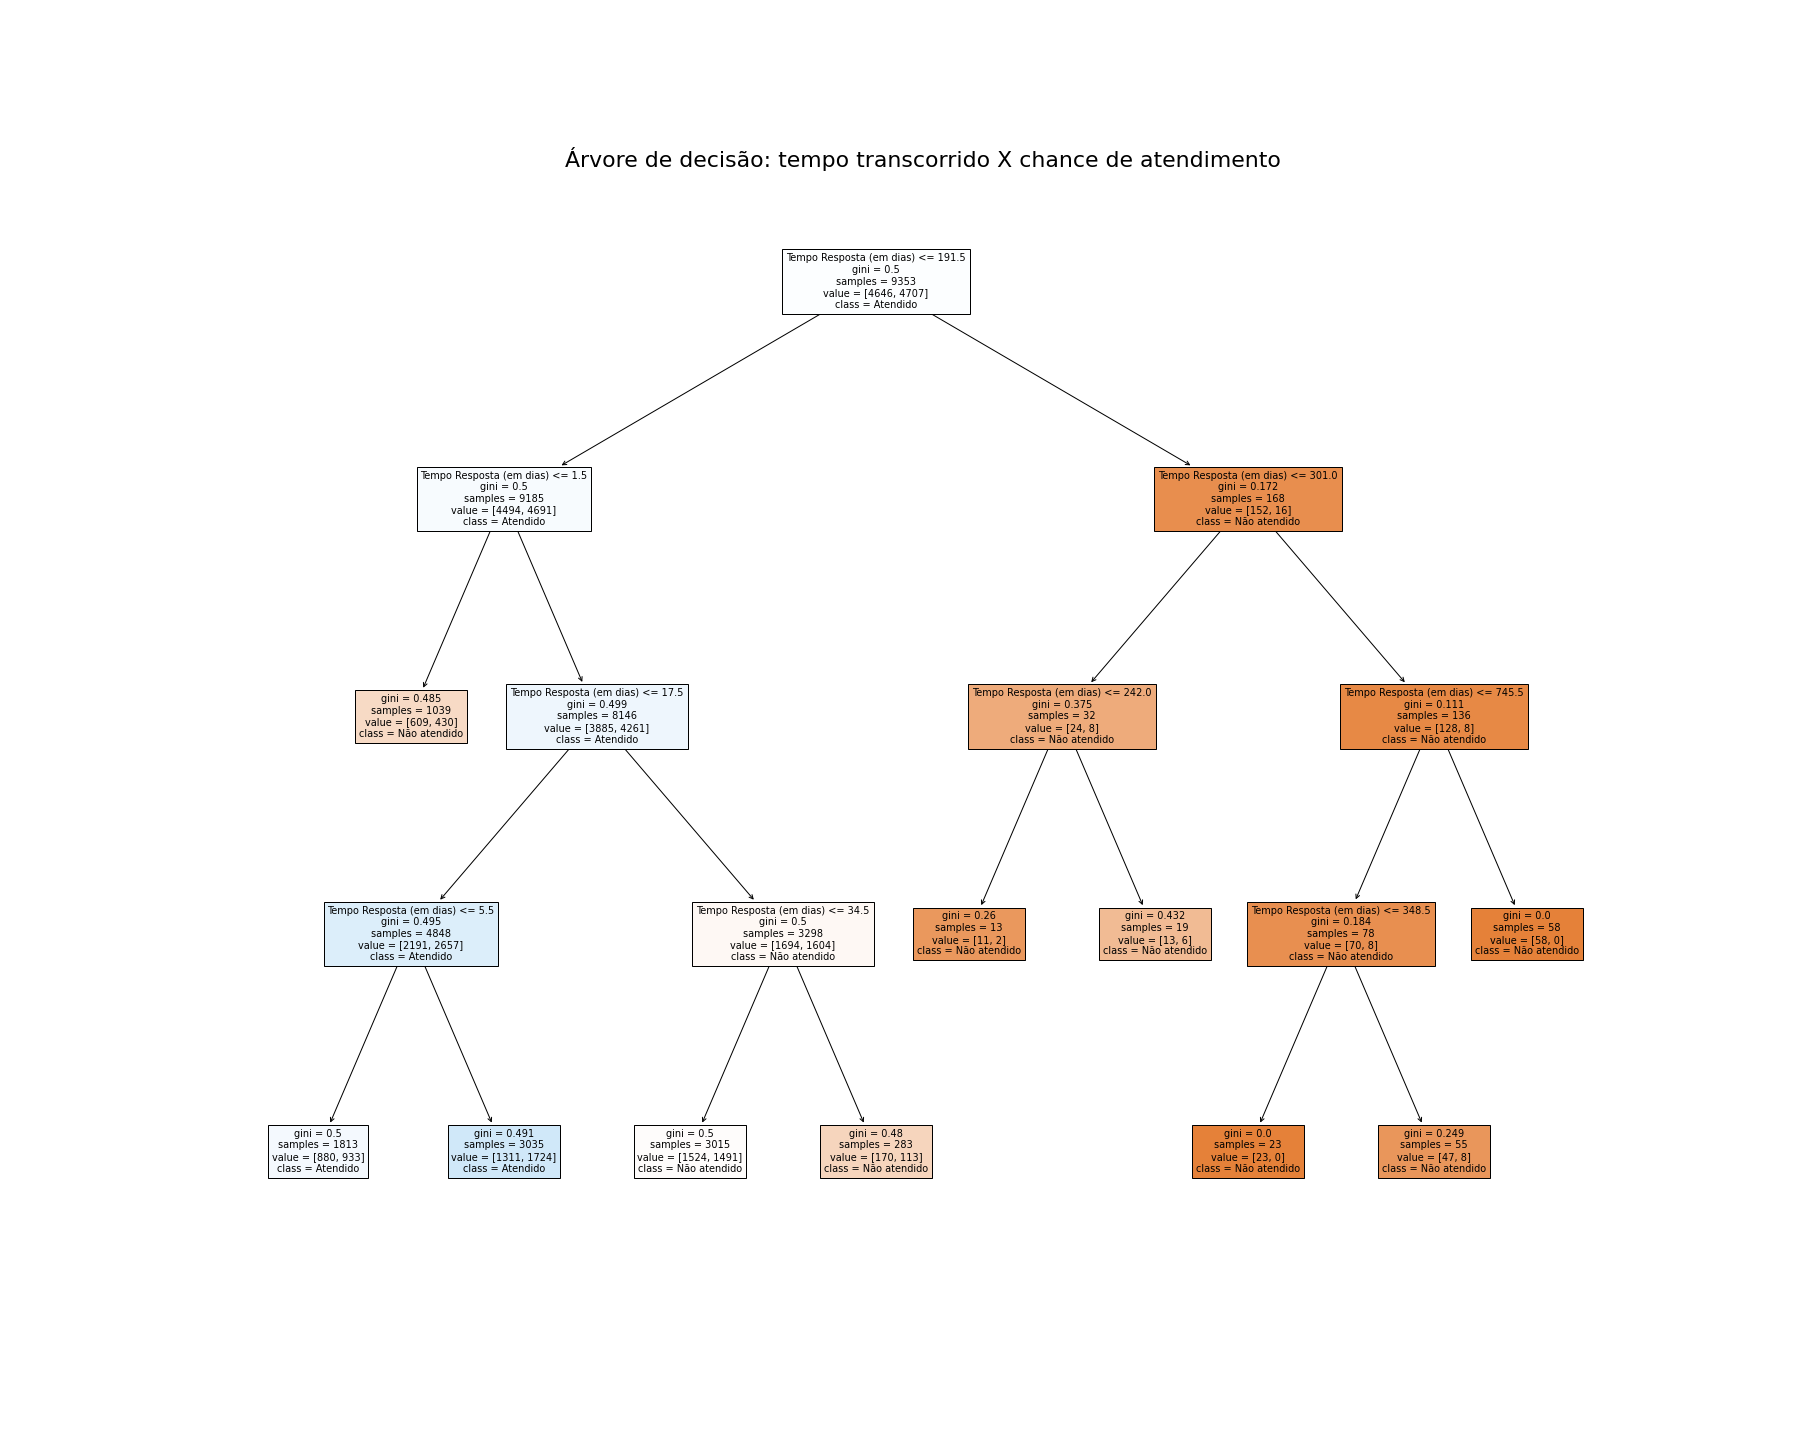 Árvore de decisão: tempo transcorrido X chance de atendimento
Tempo Resposta (em dias) <= 191.5
gini = 0.5
samples = 9353
value = [4646, 4707]
class = Atendido
Tempo Resposta (em dias) <= 1.5
gini = 0.5
samples = 9185
value = [4494, 4691]
class = Atendido
Tempo Resposta (em dias) <= 301.0
gini = 0.172
samples = 168
value = [152, 16]
class = Não atendido
gini = 0.485
samples = 1039
value = [609, 430]
class = Não atendido
Tempo Resposta (em dias) <= 17.5
gini = 0.499
samples = 8146
value = [3885, 4261]
class = Atendido
Tempo Resposta (em dias) <= 242.0
gini = 0.375
samples = 32
value = [24, 8]
class = Não atendido
Tempo Resposta (em dias) <= 745.5
gini = 0.111
samples = 136
value = [128, 8]
class = Não atendido
Tempo Resposta (em dias) <= 5.5
gini = 0.495
samples = 4848
value = [2191, 2657]
class = Atendido
Tempo Resposta (em dias) <= 34.5
gini = 0.5
samples = 3298
value = [1694, 1604]
class = Não atendido
gini = 0.26
samples = 13
value = [11, 2]
class = Não atendido
gini = 0.432
samples = 19
value = [13, 6]
class = Não atendido
Tempo Resposta (em dias) <= 348.5
gini = 0.184
samples = 78
value = [70, 8]
class = Não atendido
gini = 0.0
samples = 58
value = [58, 0]
class = Não atendido
gini = 0.5
samples = 1813
value = [880, 933]
class = Atendido
gini = 0.491
samples = 3035
value = [1311, 1724]
class = Atendido
gini = 0.5
samples = 3015
value = [1524, 1491]
class = Não atendido
gini = 0.48
samples = 283
value = [170, 113]
class = Não atendido
gini = 0.0
samples = 23
value = [23, 0]
class = Não atendido
gini = 0.249
samples = 55
value = [47, 8]
class = Não atendido